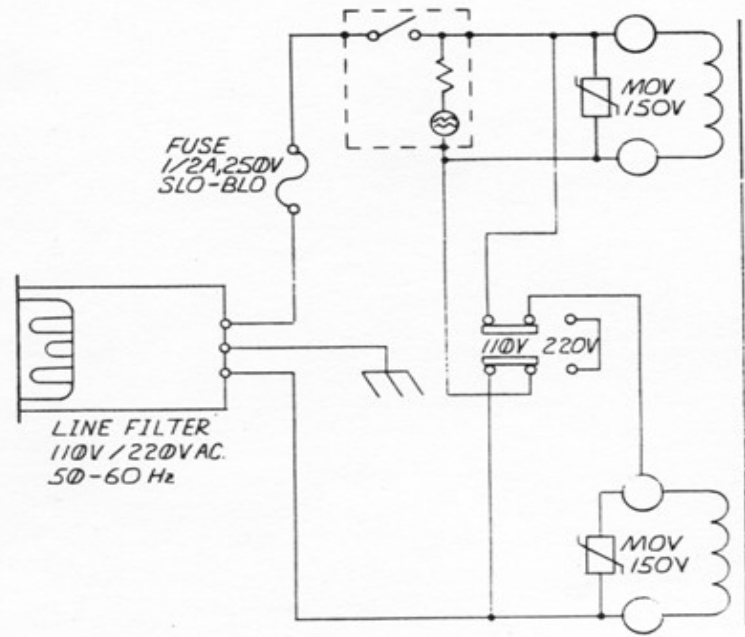 FUSE
1/2A, 250V
SLO-BLO
MOV
150V
110V 220V
LINE FILTER
110V / 220V AC.
50-60 Hz
MOV
150V